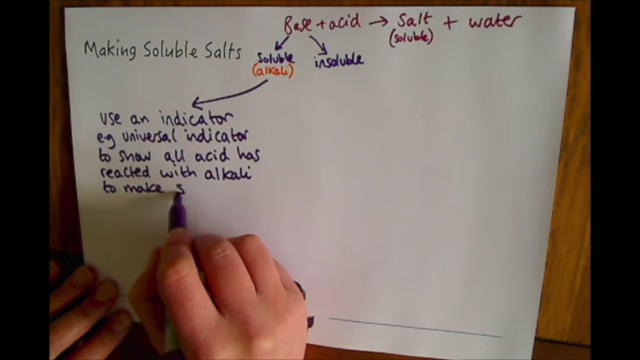 Base + acid → Salt + water
(soluble)
Making Soluble Salts
Soluble insoluble
(alkali)
Use an indicator
e.g universal indicator
to show all acid has
reacted with alkali
to make s